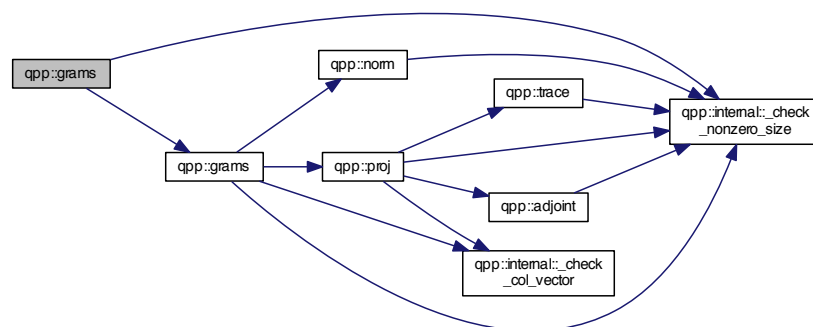 qpp::grams
qpp::grams
qpp::norm
qpp::proj
qpp::trace
qpp::adjoint
qpp::internal::_check
_col_vector
qpp::internal::_check
_nonzero_size